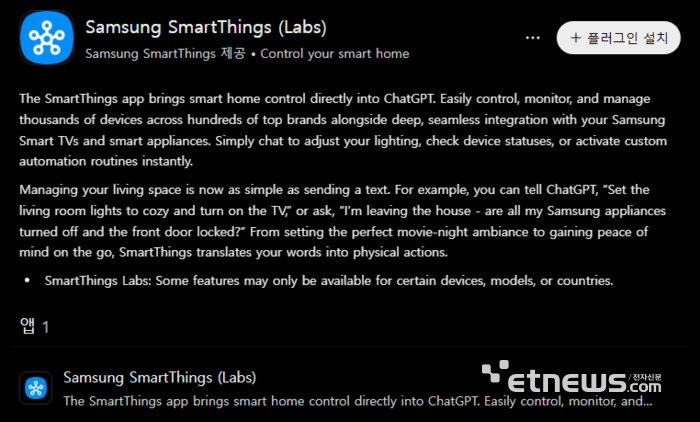 Samsung SmartThings (Labs)
Samsung SmartThings 제공 • Control your smart home
··· + 플러그인 설치
The SmartThings app brings smart home control directly into ChatGPT. Easily control, monitor, and manage
thousands of devices across hundreds of top brands alongside deep, seamless integration with your Samsung
Smart TVs and smart appliances. Simply chat to adjust your lighting, check device statuses, or activate custom
automation routines instantly.
Managing your living space is now as simple as sending a text. For example, you can tell ChatGPT, “Set the
living room lights to cozy and turn on the TV,” or ask, “I’m leaving the house - are all my Samsung appliances
turned off and the front door locked?” From setting the perfect movie-night ambiance to gaining peace of
mind on the go, SmartThings translates your words into physical actions.
• SmartThings Labs: Some features may only be available for certain devices, models, or countries.
앱 1
Samsung SmartThings (Labs)
The SmartThings app brings smart home control directly into ChatGPT. Easily control, monitor, and...
etnews.com /전자신문